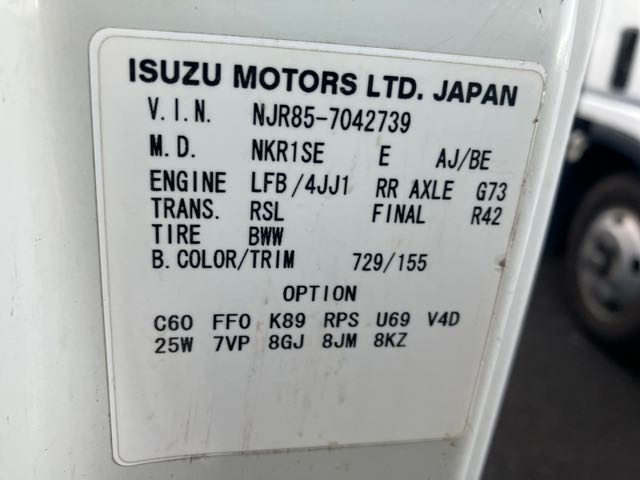 ISUZU MOTORS LTD. JAPAN
V.I.N. NJR85-7042739
M.D. NKR1SE E AJ/BE
ENGINE LFB/4JJ1 RR AXLE G73
TRANS. RSL FINAL R42
TIRE BWW
B.COLOR/TRIM 729/155
OPTION
C60 FF0 K89 RPS U69 V4D
25W 7VP 8GJ 8JM 8KZ